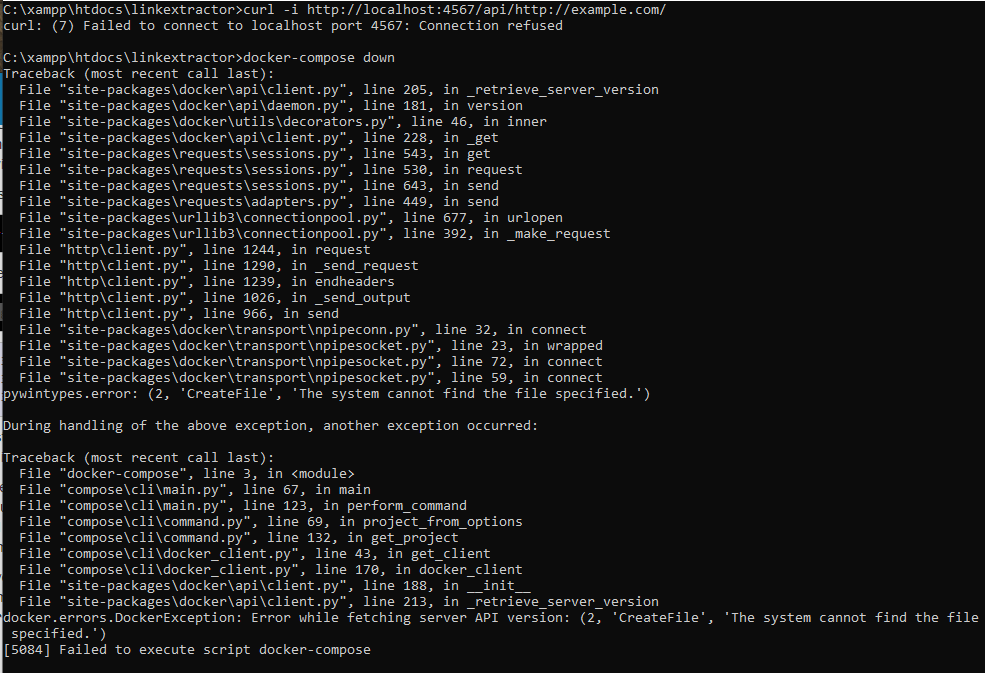 C:\xampp\htdocs\linkextractor>curl -i http://localhost:4567/api/http://example.com/
curl: (7) Failed to connect to localhost port 4567: Connection refused
C:\xampp\htdocs\linkextractor>docker-compose down
Traceback (most recent call last):
  File "site-packages\docker\api\client.py", line 205, in _retrieve_server_version
  File "site-packages\docker\api\daemon.py", line 181, in version
  File "site-packages\docker\utils\decorators.py", line 46, in inner
  File "site-packages\docker\api\client.py", line 228, in _get
  File "site-packages\requests\sessions.py", line 543, in get
  File "site-packages\requests\sessions.py", line 530, in request
  File "site-packages\requests\sessions.py", line 643, in send
  File "site-packages\requests\adapters.py", line 449, in send
  File "site-packages\urllib3\connectionpool.py", line 677, in urlopen
  File "site-packages\urllib3\connectionpool.py", line 392, in _make_request
  File "http\client.py", line 1244, in request
  File "http\client.py", line 1290, in _send_request
  File "http\client.py", line 1239, in endheaders
  File "http\client.py", line 1026, in _send_output
  File "http\client.py", line 966, in send
  File "site-packages\docker\transport\npipeconn.py", line 32, in connect
  File "site-packages\docker\transport\npipesocket.py", line 23, in wrapped
  File "site-packages\docker\transport\npipesocket.py", line 72, in connect
  File "site-packages\docker\transport\npipesocket.py", line 59, in connect
pywintypes.error: (2, 'CreateFile', 'The system cannot find the file specified.')
During handling of the above exception, another exception occurred:
Traceback (most recent call last):
  File "docker-compose", line 3, in <module>
  File "compose\cli\main.py", line 67, in main
  File "compose\cli\main.py", line 123, in perform_command
  File "compose\cli\command.py", line 69, in project_from_options
  File "compose\cli\command.py", line 132, in get_project
  File "compose\cli\docker_client.py", line 43, in get_client
  File "compose\cli\docker_client.py", line 170, in docker_client
  File "site-packages\docker\api\client.py", line 188, in __init__
  File "site-packages\docker\api\client.py", line 213, in _retrieve_server_version
docker.errors.DockerException: Error while fetching server API version: (2, 'CreateFile', 'The system cannot find the file
 specified.')
[5084] Failed to execute script docker-compose